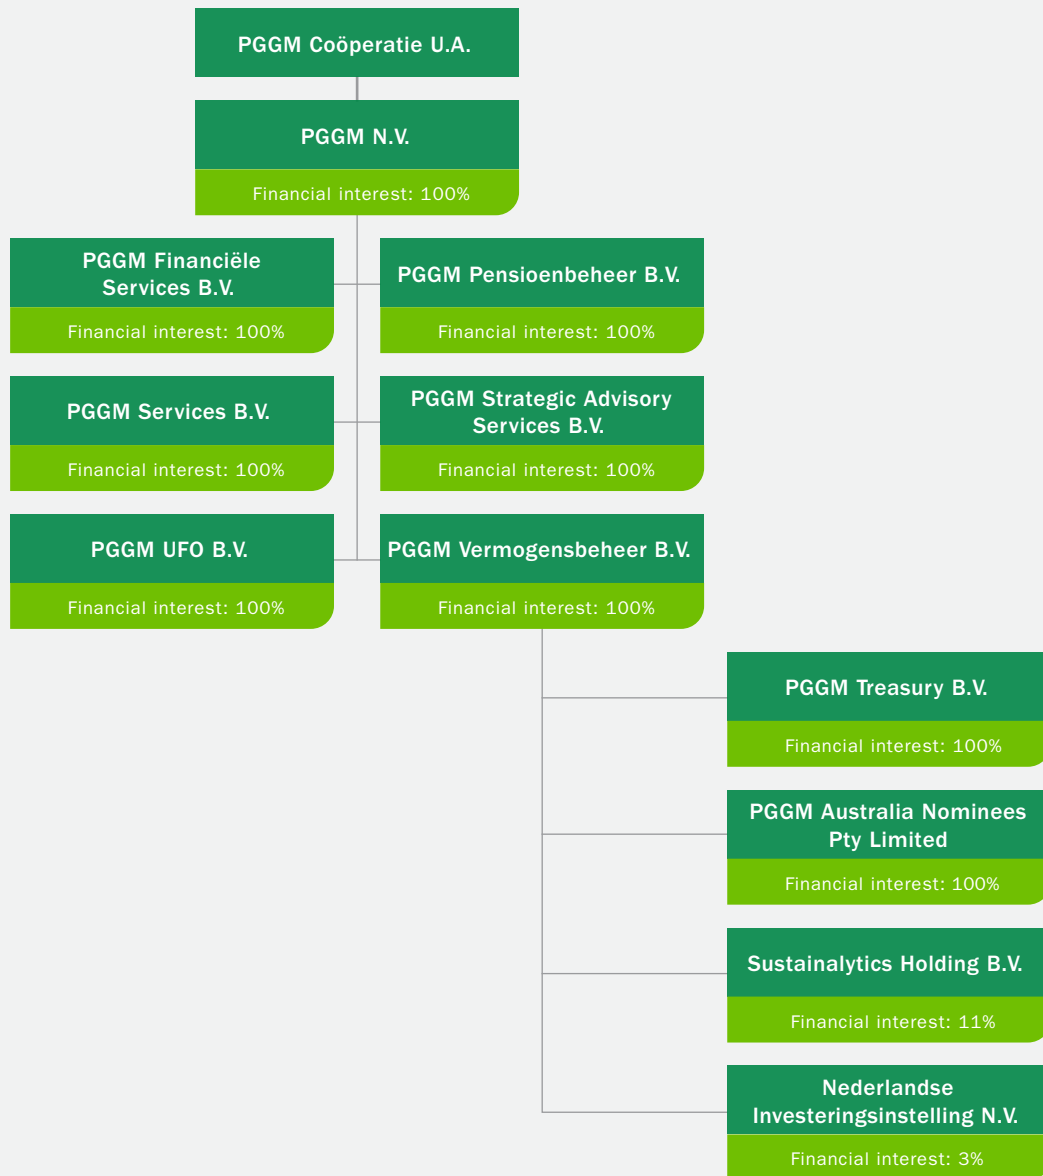 PGGM Coöperatie U.A.
PGGM N.V.
Financial interest: 100%
PGGM Financiële
Services B.V.
Financial interest: 100%
PGGM Pensioenbeheer B.V.
Financial interest: 100%
PGGM Services B.V.
Financial interest: 100%
PGGM Strategic Advisory
Services B.V.
Financial interest: 100%
PGGM UFO B.V.
Financial interest: 100%
PGGM Vermogensbeheer B.V.
Financial interest: 100%
PGGM Treasury B.V.
Financial interest: 100%
PGGM Australia Nominees
Pty Limited
Financial interest: 100%
Sustainalytics Holding B.V.
Financial interest: 11%
Nederlandse
Investeringsinstelling N.V.
Financial interest: 3%